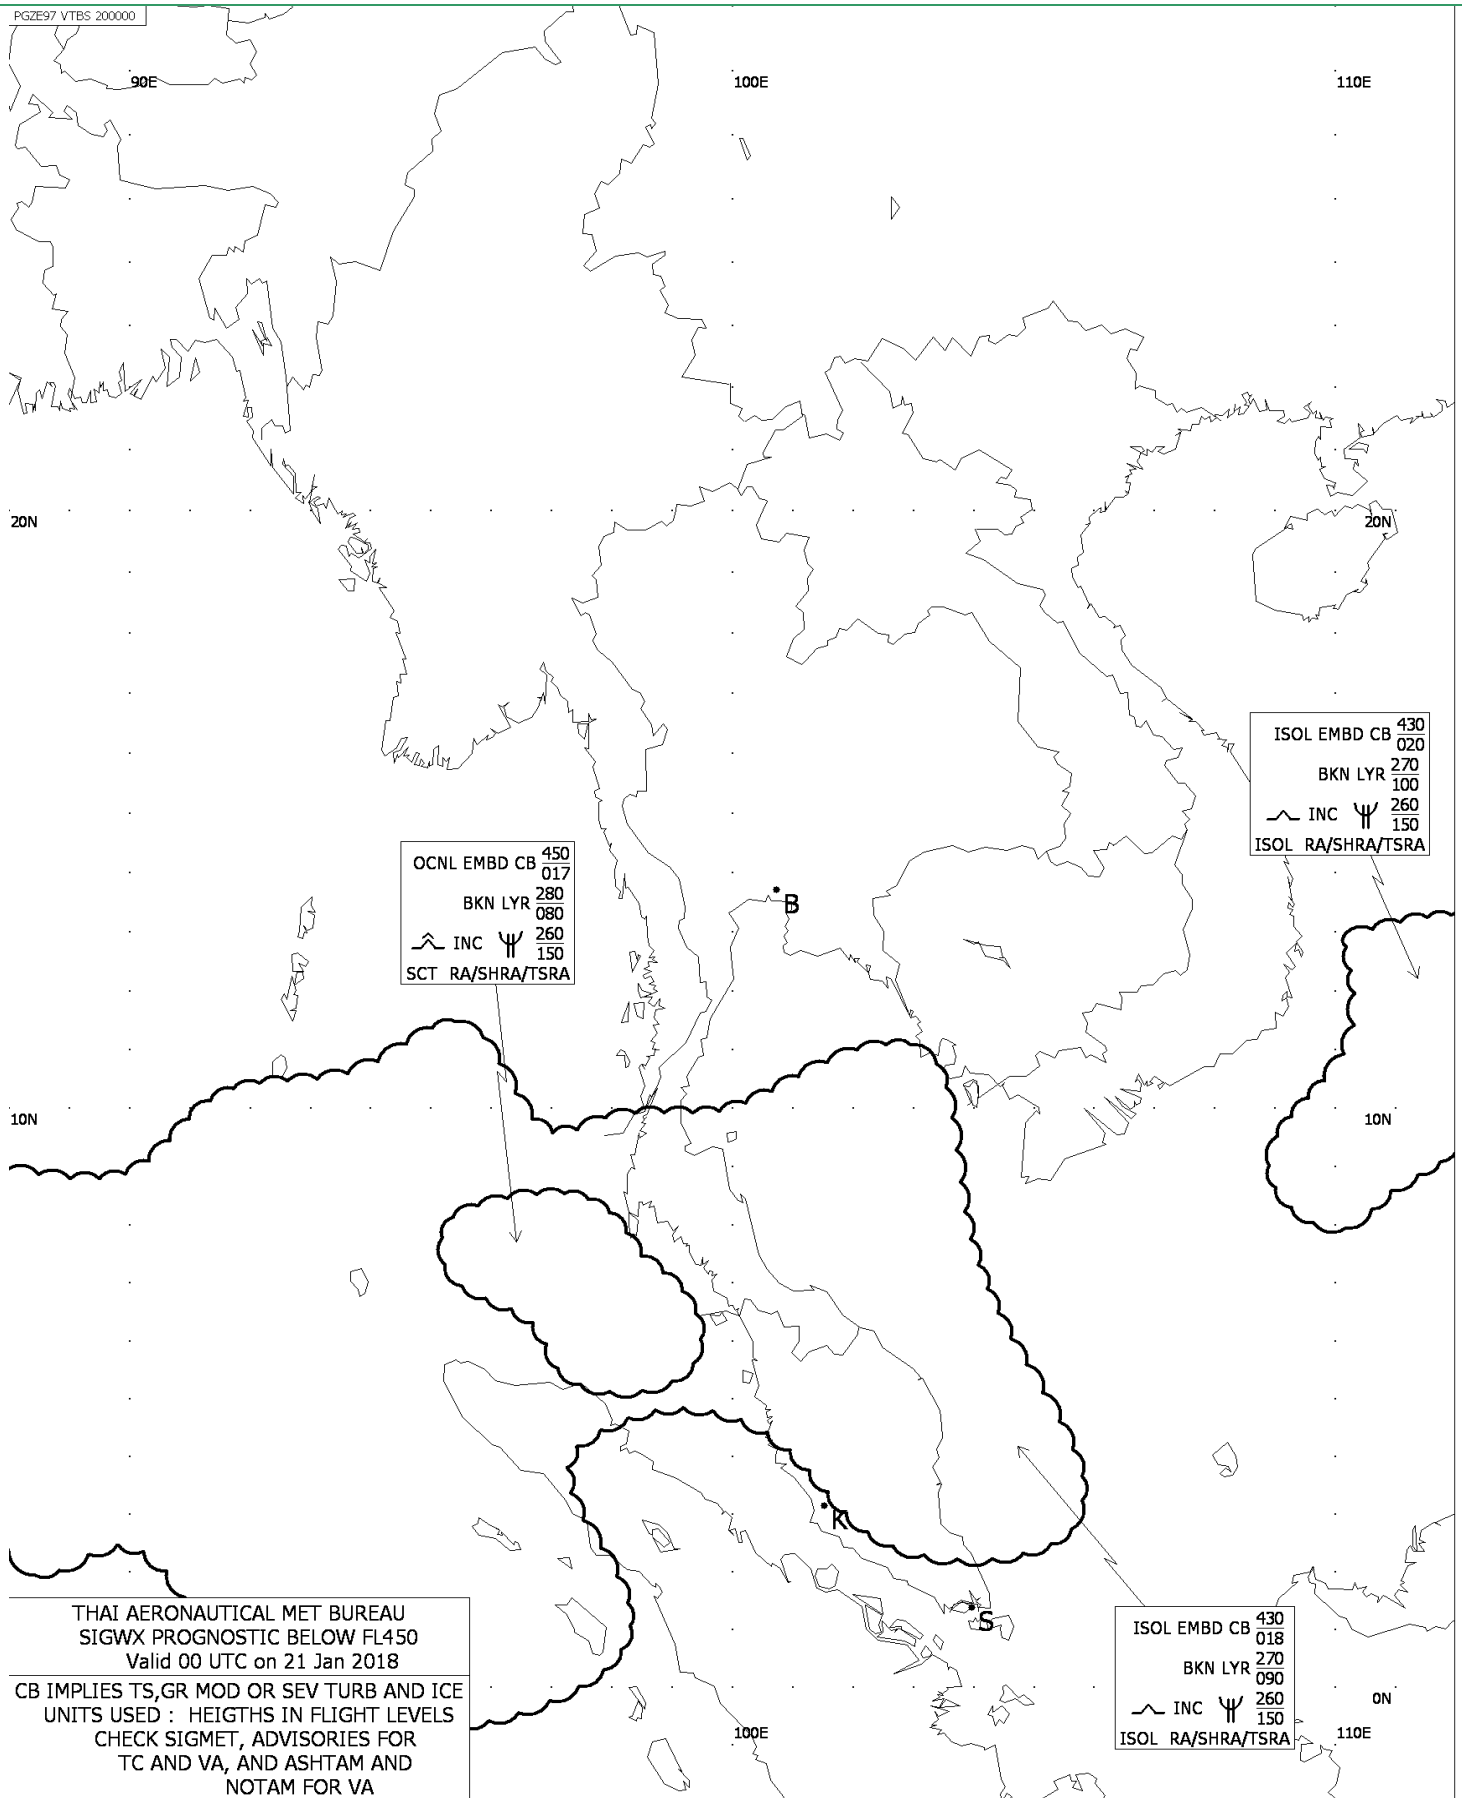 PGZE97 VTBS 200000
90E
100E
110E
20N
20N
ISOL EMBD CB 430
020
BKN LYR 270
100
INC 260
150
ISOL RA/SHRA/TSRA
OCNL EMBD CB 450
017
BKN LYR 280
080
INC 260
150
SCT RA/SHRA/TSRA
B
10N
10N
K
S
ISOL EMBD CB 430
018
BKN LYR 270
090
INC 260
150
ISOL RA/SHRA/TSRA
0N
100E
110E
THAI AERONAUTICAL MET BUREAU
SIGWX PROGNOSTIC BELOW FL450
Valid 00 UTC on 21 Jan 2018
CB IMPLIES TS,GR MOD OR SEV TURB AND ICE
UNITS USED : HEIGTHS IN FLIGHT LEVELS
CHECK SIGMET, ADVISORIES FOR
TC AND VA, AND ASHTAM AND
NOTAM FOR VA